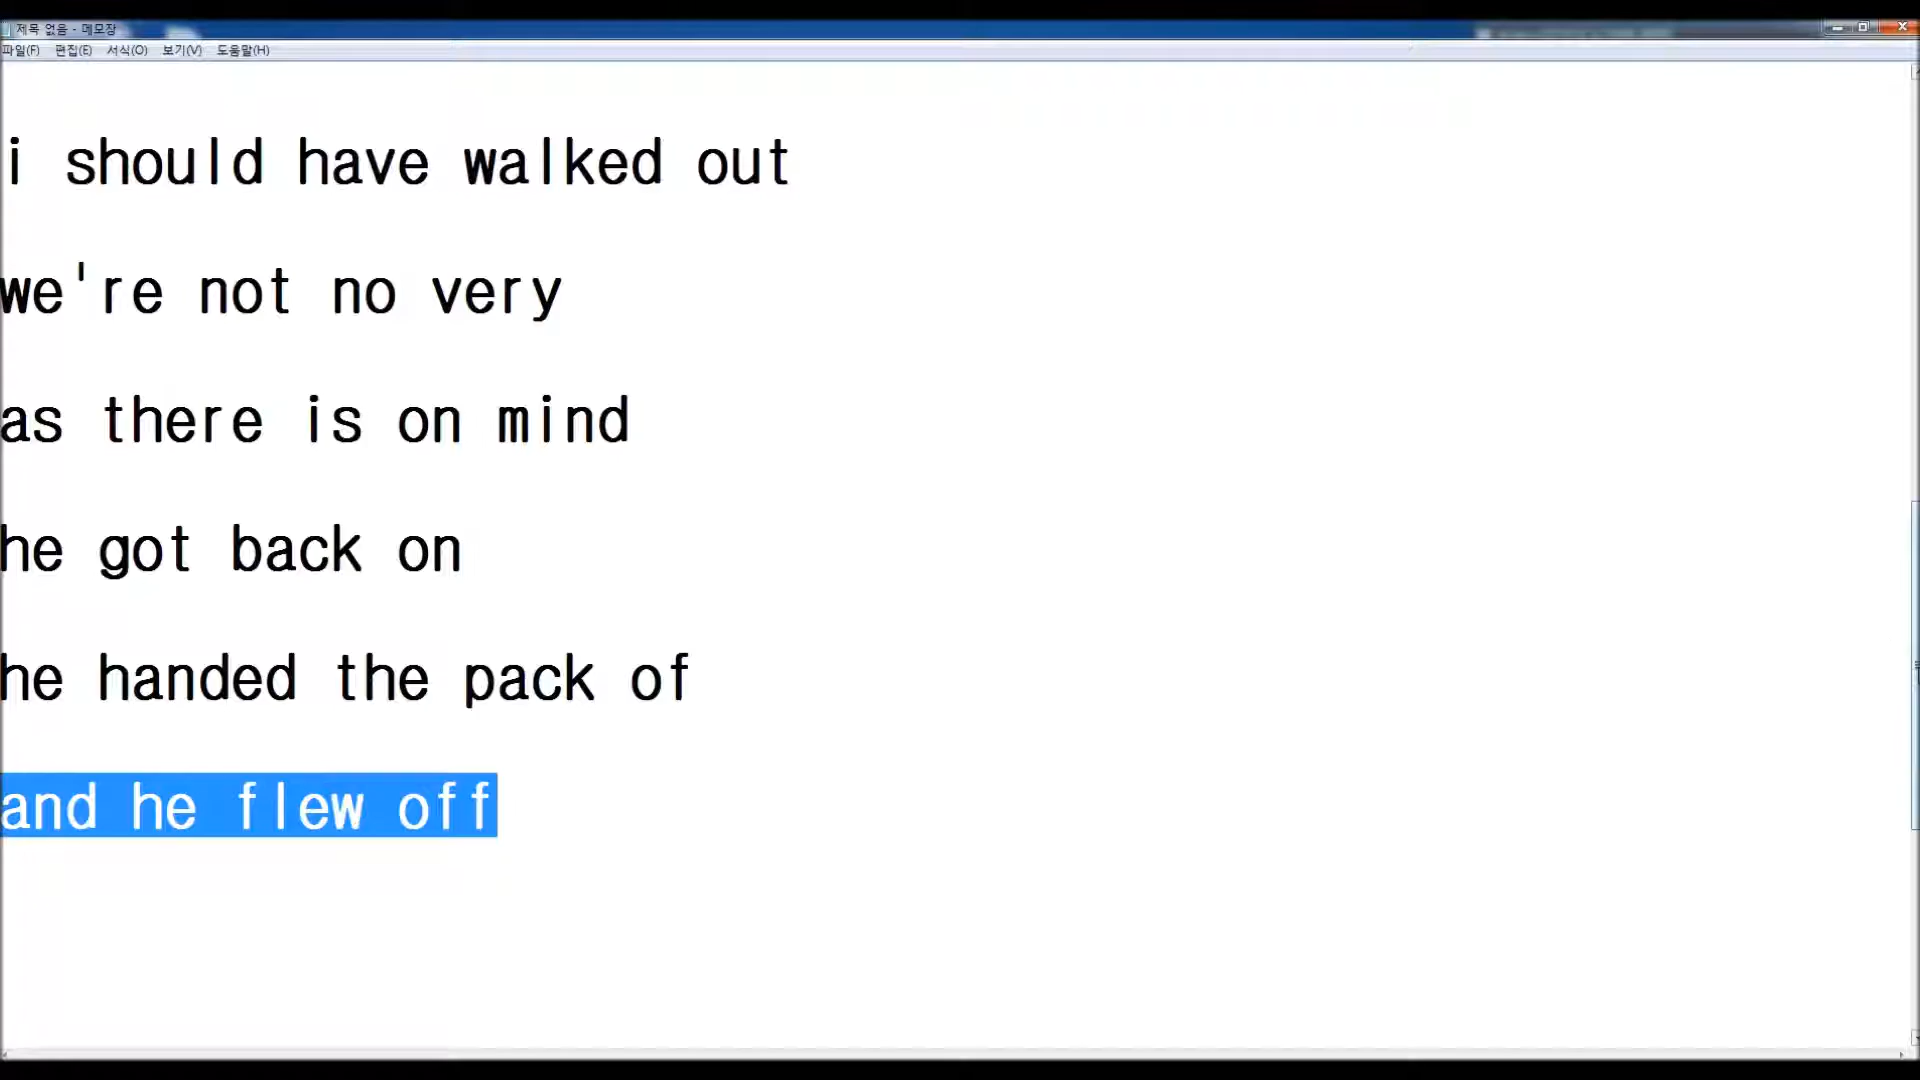 제목 없음 - 메모장
파일(F) 편집(E) 서식(O) 보기(V) 도움말(H)
i should have walked out
we're not no very
as there is on mind
he got back on
he handed the pack of
and he flew off